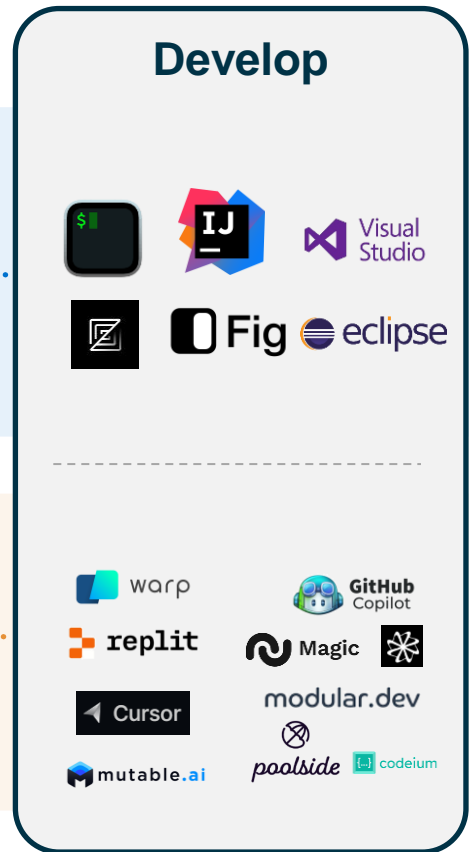 Develop
$
IJ
Visual
Studio
Z
Fig
eclipse
warp
GitHub
Copilot
replit
Magic
Cursor
modular.dev
mutable.ai
poolside
{...} codeium